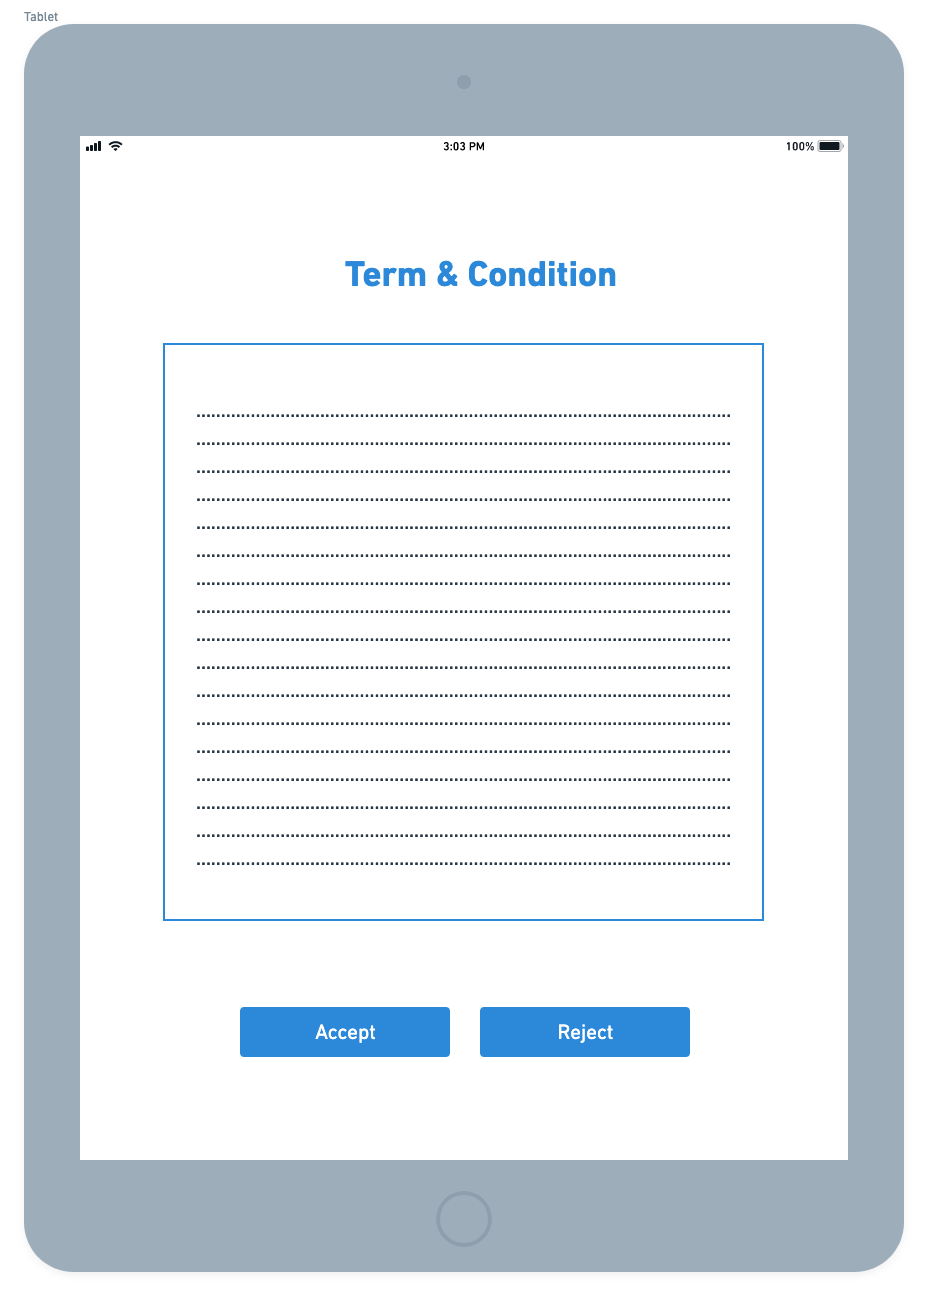 Tablet
3:03 PM
100%
Term & Condition
Accept
Reject